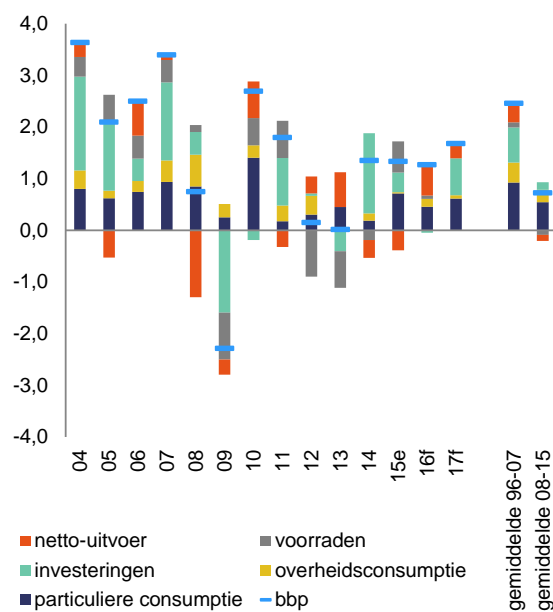 4,0
3,0
2,0
1,0
0,0
-1,0
-2,0
-3,0
-4,0
04 05 06 07 08 09 10 11 12 13 14 15e 16f 17f gemiddelde 96-07 gemiddelde 08-15
netto-uitvoer voorraden
investeringen overheidsconsumptie
particuliere consumptie bbp